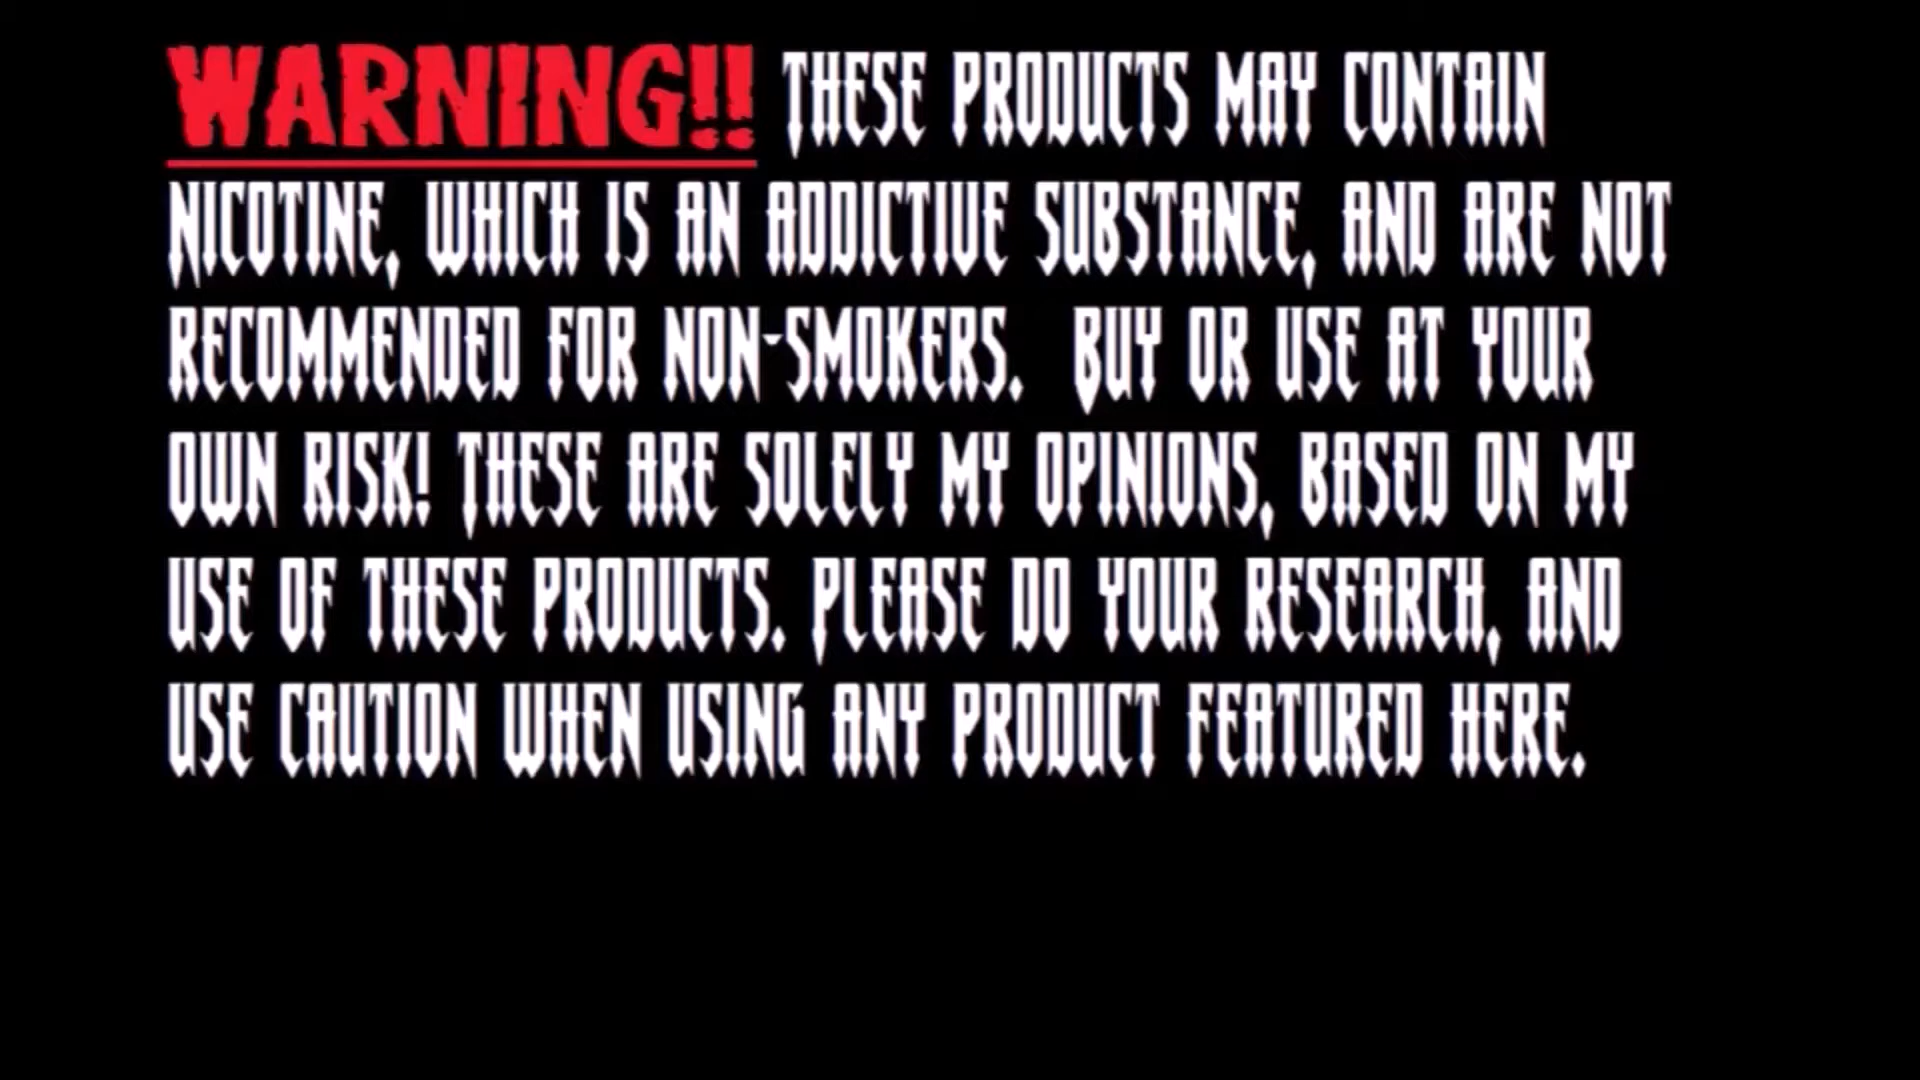 WARNING!! THESE PRODUCTS MAY CONTAIN
NICOTINE, WHICH IS AN ADDICTIVE SUBSTANCE, AND ARE NOT
RECOMMENDED FOR NON-SMOKERS. BUY OR USE AT YOUR
OWN RISK! THESE ARE SOLELY MY OPINIONS, BASED ON MY
USE OF THESE PRODUCTS. PLEASE DO YOUR RESEARCH, AND
USE CAUTION WHEN USING ANY PRODUCT FEATURED HERE.